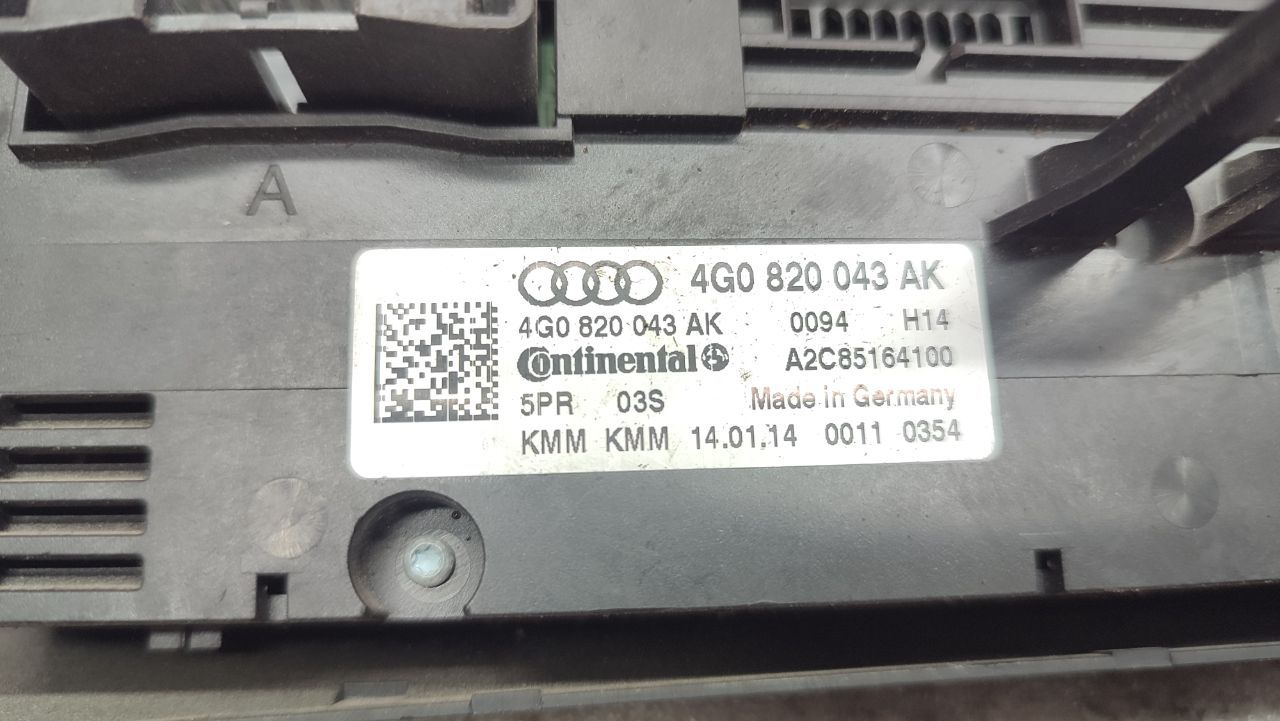 A
4G0 820 043 AK
4G0 820 043 AK 0094 H14
Continental A2C85164100
5PR 03S Made in Germany
KMM KMM 14.01.14 0011 0354